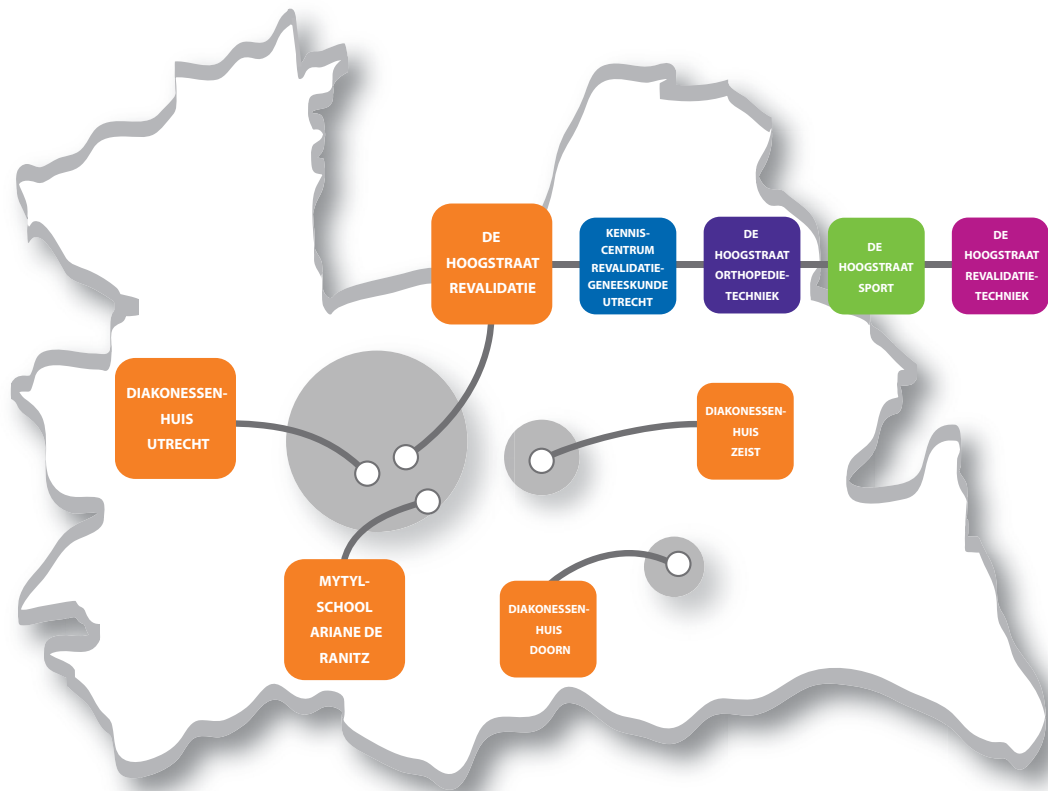 DE
HOOGSTRAAT
REVALIDATIE
KENNIS-
CENTRUM
REVALIDATIE-
GENEESKUNDE
UTRECHT
DE
HOOGSTRAAT
ORTHOPEDIE-
TECHNIEK
DE
HOOGSTRAAT
SPORT
DE
HOOGSTRAAT
REVALIDATIE-
TECHNIEK
DIAKONESSEN-
HUIS
UTRECHT
DIAKONESSEN-
HUIS
ZEIST
MYTYL-
SCHOOL
ARIANE DE
RANITZ
DIAKONESSEN-
HUIS
DOORN